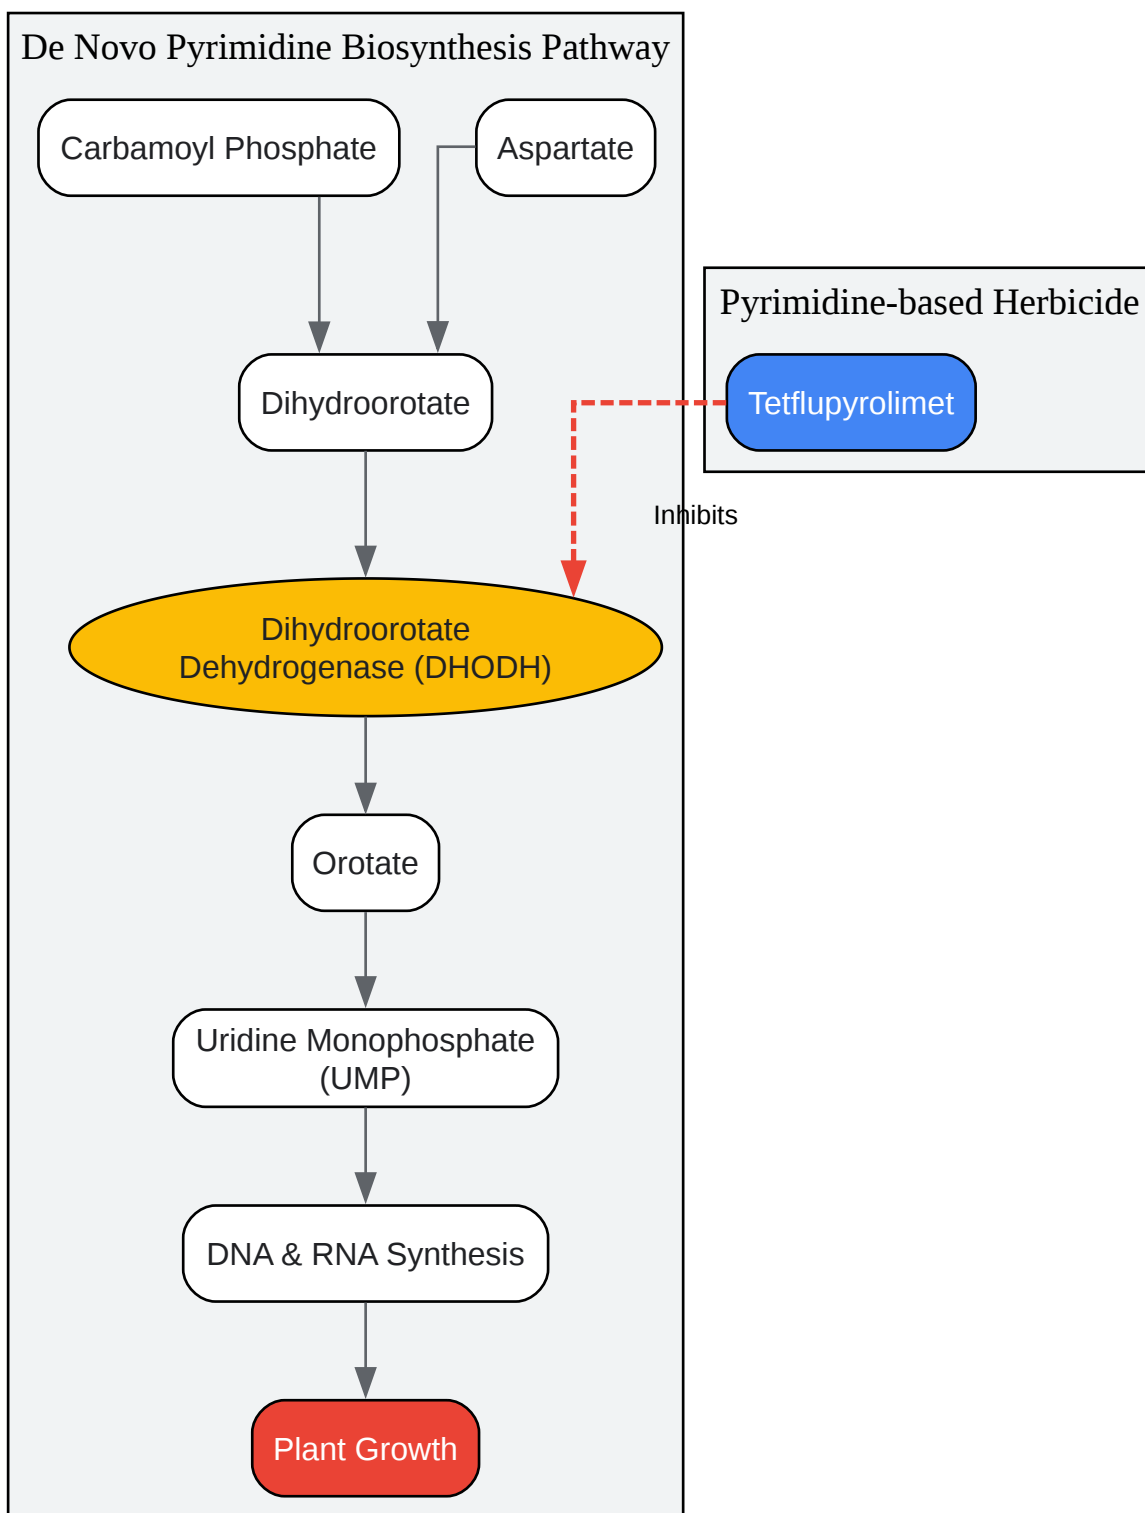 De Novo Pyrimidine Biosynthesis Pathway
Carbamoyl Phosphate
Aspartate
Pyrimidine-based Herbicide
Dihydroorotate
Tetflupyrolimet
Inhibits
Dihydroorotate
Dehydrogenase (DHODH)
Orotate
Uridine Monophosphate
(UMP)
DNA & RNA Synthesis
Plant Growth